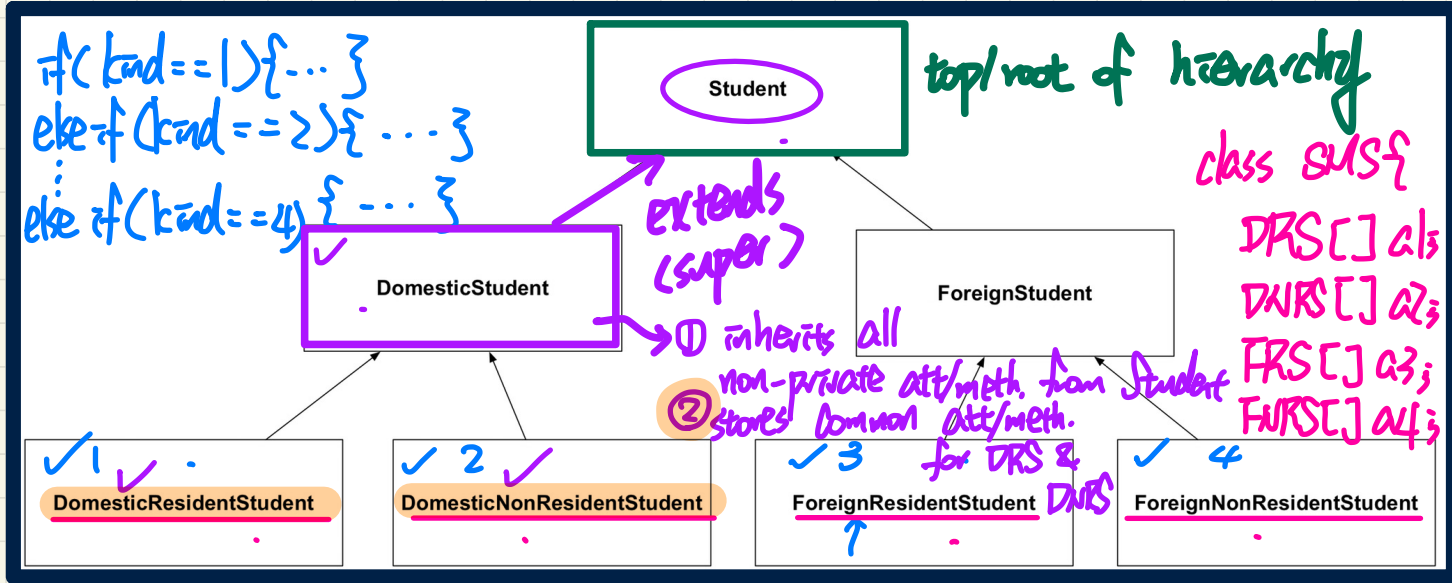 if( kind==1){... }
else if (kind ==2){ ... }
:
else if (kind==4) { ... }
Student
top/root of hierarchy
extends
(super)
class SMS{
DRS[] a1;
DNRS[] a2;
FRS[] a3;
FNRS[] a4;
DomesticStudent
ForeignStudent
① inherits all
non-private att/meth. from Student
② stores common att/meth.
for DRS &
DNRS
1
DomesticResidentStudent
2
DomesticNonResidentStudent
3
ForeignResidentStudent
4
ForeignNonResidentStudent